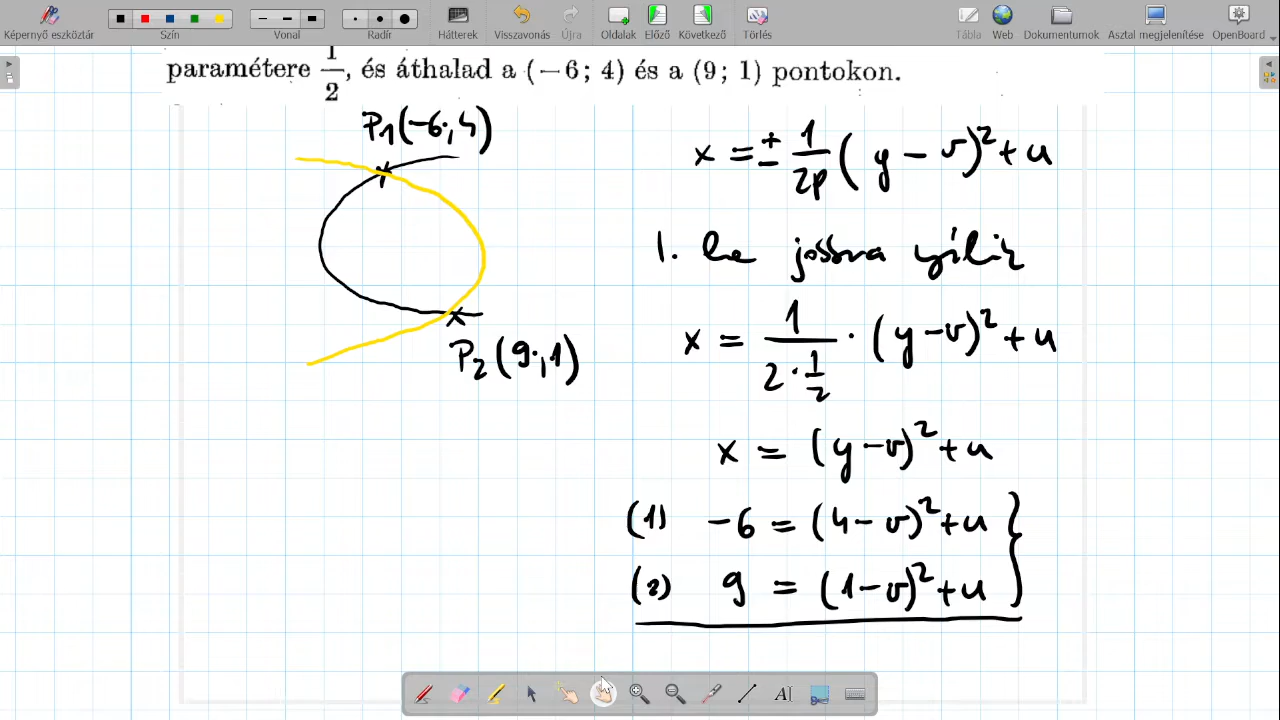 Képernyő eszköztár Szín Vonal Radír Hátterek Visszavonás Újra Oldalak Előző Következő Törlés Tábla Web Dokumentumok Asztal megjelenítése OpenBoard
paramétere 1/2, és áthalad a (−6; 4) és a (9; 1) pontokon.
P1(-6;4)
P2(9;1)
x = ± 1/2p (y − v)² + u
1. ha jobbra nyílik
x = 1/(2·1/2) · (y−v)² + u
x = (y−v)² + u
(1) −6 = (4−v)² + u
(2) 9 = (1−v)² + u
AI